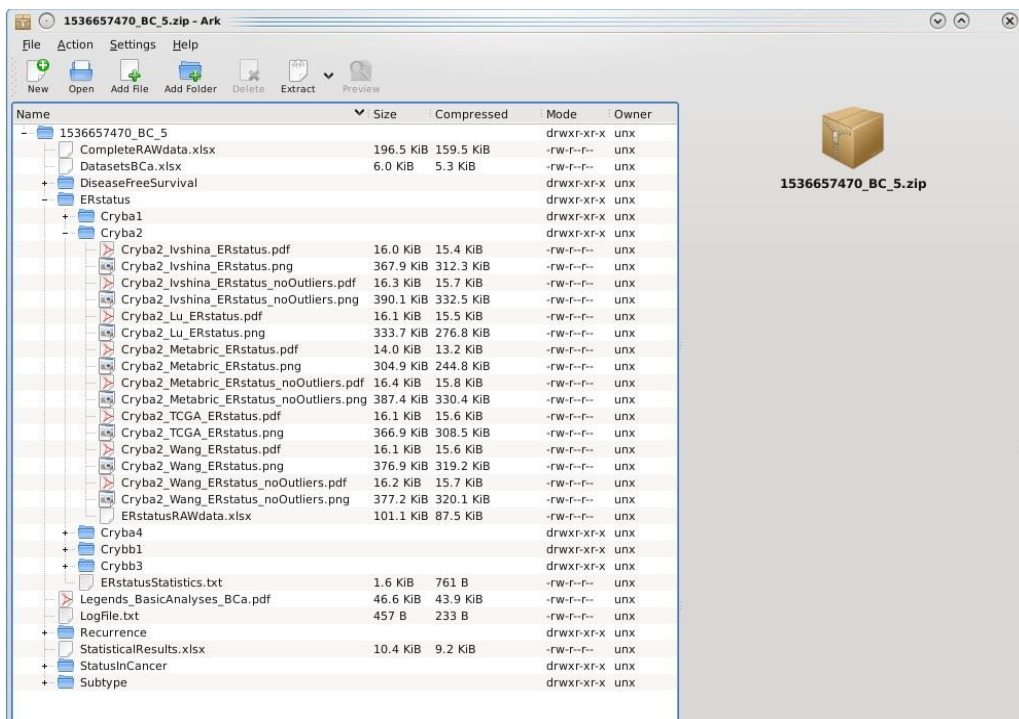 1536657470_BC_5.zip - Ark
File Action Settings Help
New Open Add File Add Folder Delete Extract Preview
Name Size Compressed Mode Owner
1536657470_BC_5 drwxr-xr-x unx
CompleteRAWdata.xlsx 196.5 KiB 159.5 KiB -rw-r--r-- unx
DatasetsBCa.xlsx 6.0 KiB 5.3 KiB -rw-r--r-- unx
DiseaseFreeSurvival drwxr-xr-x unx
ERstatus drwxr-xr-x unx
Cryba1 drwxr-xr-x unx
Cryba2 drwxr-xr-x unx
Cryba2_Ivshina_ERstatus.pdf 16.0 KiB 15.4 KiB -rw-r--r-- unx
Cryba2_Ivshina_ERstatus.png 367.9 KiB 312.3 KiB -rw-r--r-- unx
Cryba2_Ivshina_ERstatus_noOutliers.pdf 16.3 KiB 15.7 KiB -rw-r--r-- unx
Cryba2_Ivshina_ERstatus_noOutliers.png 390.1 KiB 332.5 KiB -rw-r--r-- unx
Cryba2_Lu_ERstatus.pdf 16.1 KiB 15.5 KiB -rw-r--r-- unx
Cryba2_Lu_ERstatus.png 333.7 KiB 276.8 KiB -rw-r--r-- unx
Cryba2_Metabric_ERstatus.pdf 14.0 KiB 13.2 KiB -rw-r--r-- unx
Cryba2_Metabric_ERstatus.png 304.9 KiB 244.8 KiB -rw-r--r-- unx
Cryba2_Metabric_ERstatus_noOutliers.pdf 16.4 KiB 15.8 KiB -rw-r--r-- unx
Cryba2_Metabric_ERstatus_noOutliers.png 387.4 KiB 330.4 KiB -rw-r--r-- unx
Cryba2_TCGA_ERstatus.pdf 16.1 KiB 15.6 KiB -rw-r--r-- unx
Cryba2_TCGA_ERstatus.png 366.9 KiB 308.5 KiB -rw-r--r-- unx
Cryba2_Wang_ERstatus.pdf 16.1 KiB 15.6 KiB -rw-r--r-- unx
Cryba2_Wang_ERstatus.png 376.9 KiB 319.2 KiB -rw-r--r-- unx
Cryba2_Wang_ERstatus_noOutliers.pdf 16.2 KiB 15.7 KiB -rw-r--r-- unx
Cryba2_Wang_ERstatus_noOutliers.png 377.2 KiB 320.1 KiB -rw-r--r-- unx
ERstatusRAWdata.xlsx 101.1 KiB 87.5 KiB -rw-r--r-- unx
Cryba4 drwxr-xr-x unx
Crybb1 drwxr-xr-x unx
Crybb3 drwxr-xr-x unx
ERstatusStatistics.txt 1.6 KiB 761 B -rw-r--r-- unx
Legends_BasicAnalyses_BCa.pdf 46.6 KiB 43.9 KiB -rw-r--r-- unx
LogFile.txt 457 B 233 B -rw-r--r-- unx
Recurrence drwxr-xr-x unx
StatisticalResults.xlsx 10.4 KiB 9.2 KiB -rw-r--r-- unx
StatusInCancer drwxr-xr-x unx
Subtype drwxr-xr-x unx
1536657470_BC_5.zip